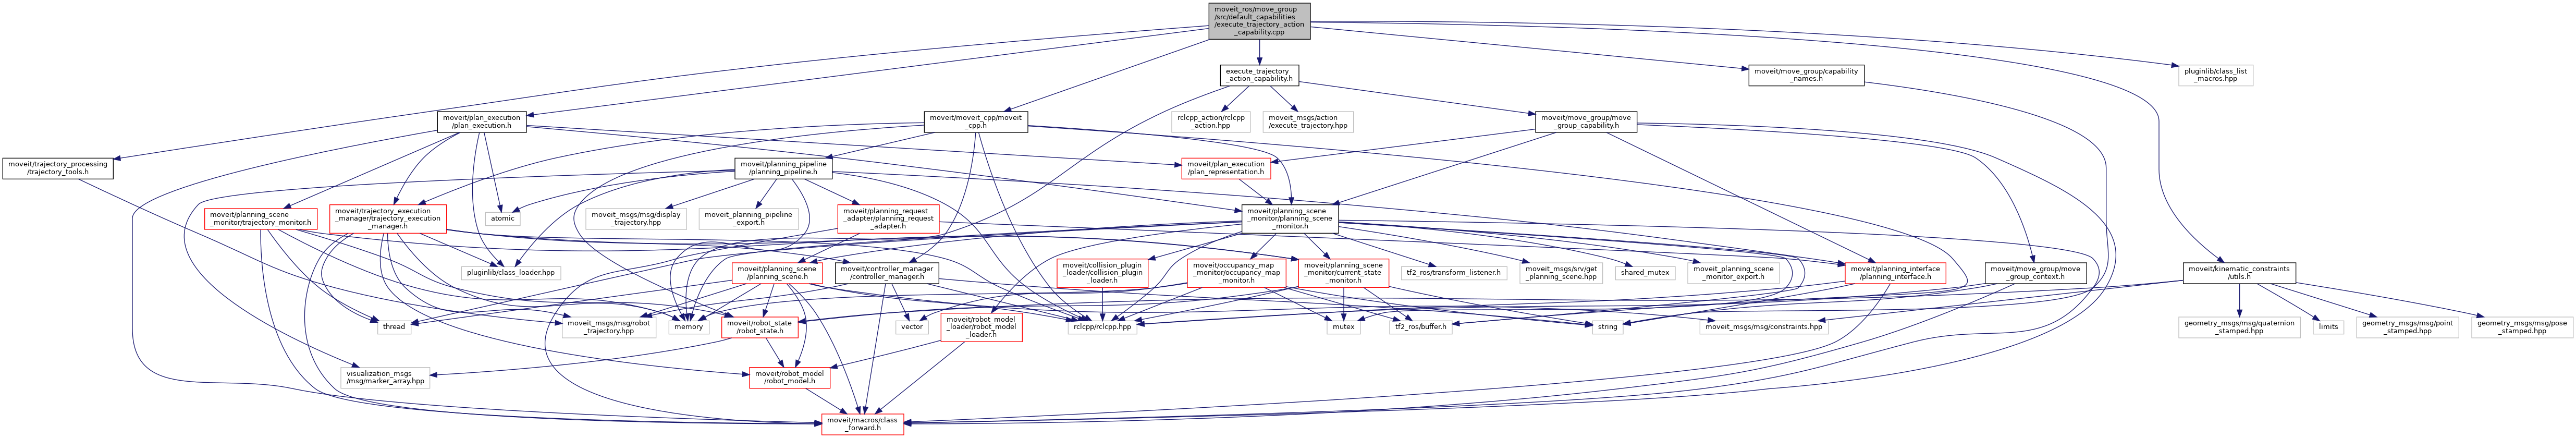 moveit_ros/move_group
/src/default_capabilities
/execute_trajectory_action
_capability.cpp
execute_trajectory
_action_capability.h
moveit/move_group/capability
_names.h
pluginlib/class_list
_macros.hpp
moveit/plan_execution
/plan_execution.h
moveit/moveit_cpp/moveit
_cpp.h
rclcpp_action/rclcpp
_action.hpp
moveit_msgs/action
/execute_trajectory.hpp
moveit/move_group/move
_group_capability.h
moveit/trajectory_processing
/trajectory_tools.h
moveit/planning_pipeline
/planning_pipeline.h
moveit/plan_execution
/plan_representation.h
moveit/planning_scene
_monitor/trajectory_monitor.h
moveit/trajectory_execution
_manager/trajectory_execution
_manager.h
atomic
moveit_msgs/msg/display
_trajectory.hpp
moveit_planning_pipeline
_export.h
moveit/planning_request
_adapter/planning_request
_adapter.h
moveit/planning_scene
_monitor/planning_scene
_monitor.h
pluginlib/class_loader.hpp
moveit/planning_scene
/planning_scene.h
moveit/controller_manager
/controller_manager.h
moveit/collision_plugin
_loader/collision_plugin
_loader.h
moveit/occupancy_map
_monitor/occupancy_map
_monitor.h
moveit/planning_scene
_monitor/current_state
_monitor.h
tf2_ros/transform_listener.h
moveit_msgs/srv/get
_planning_scene.hpp
shared_mutex
moveit_planning_scene
_monitor_export.h
moveit/planning_interface
/planning_interface.h
moveit/move_group/move
_group_context.h
moveit/kinematic_constraints
/utils.h
thread
moveit_msgs/msg/robot
_trajectory.hpp
memory
moveit/robot_state
/robot_state.h
vector
moveit/robot_model
_loader/robot_model
_loader.h
rclcpp/rclcpp.hpp
mutex
tf2_ros/buffer.h
string
moveit_msgs/msg/constraints.hpp
geometry_msgs/msg/quaternion
_stamped.hpp
limits
geometry_msgs/msg/point
_stamped.hpp
geometry_msgs/msg/pose
_stamped.hpp
visualization_msgs
/msg/marker_array.hpp
moveit/robot_model
/robot_model.h
moveit/macros/class
_forward.h